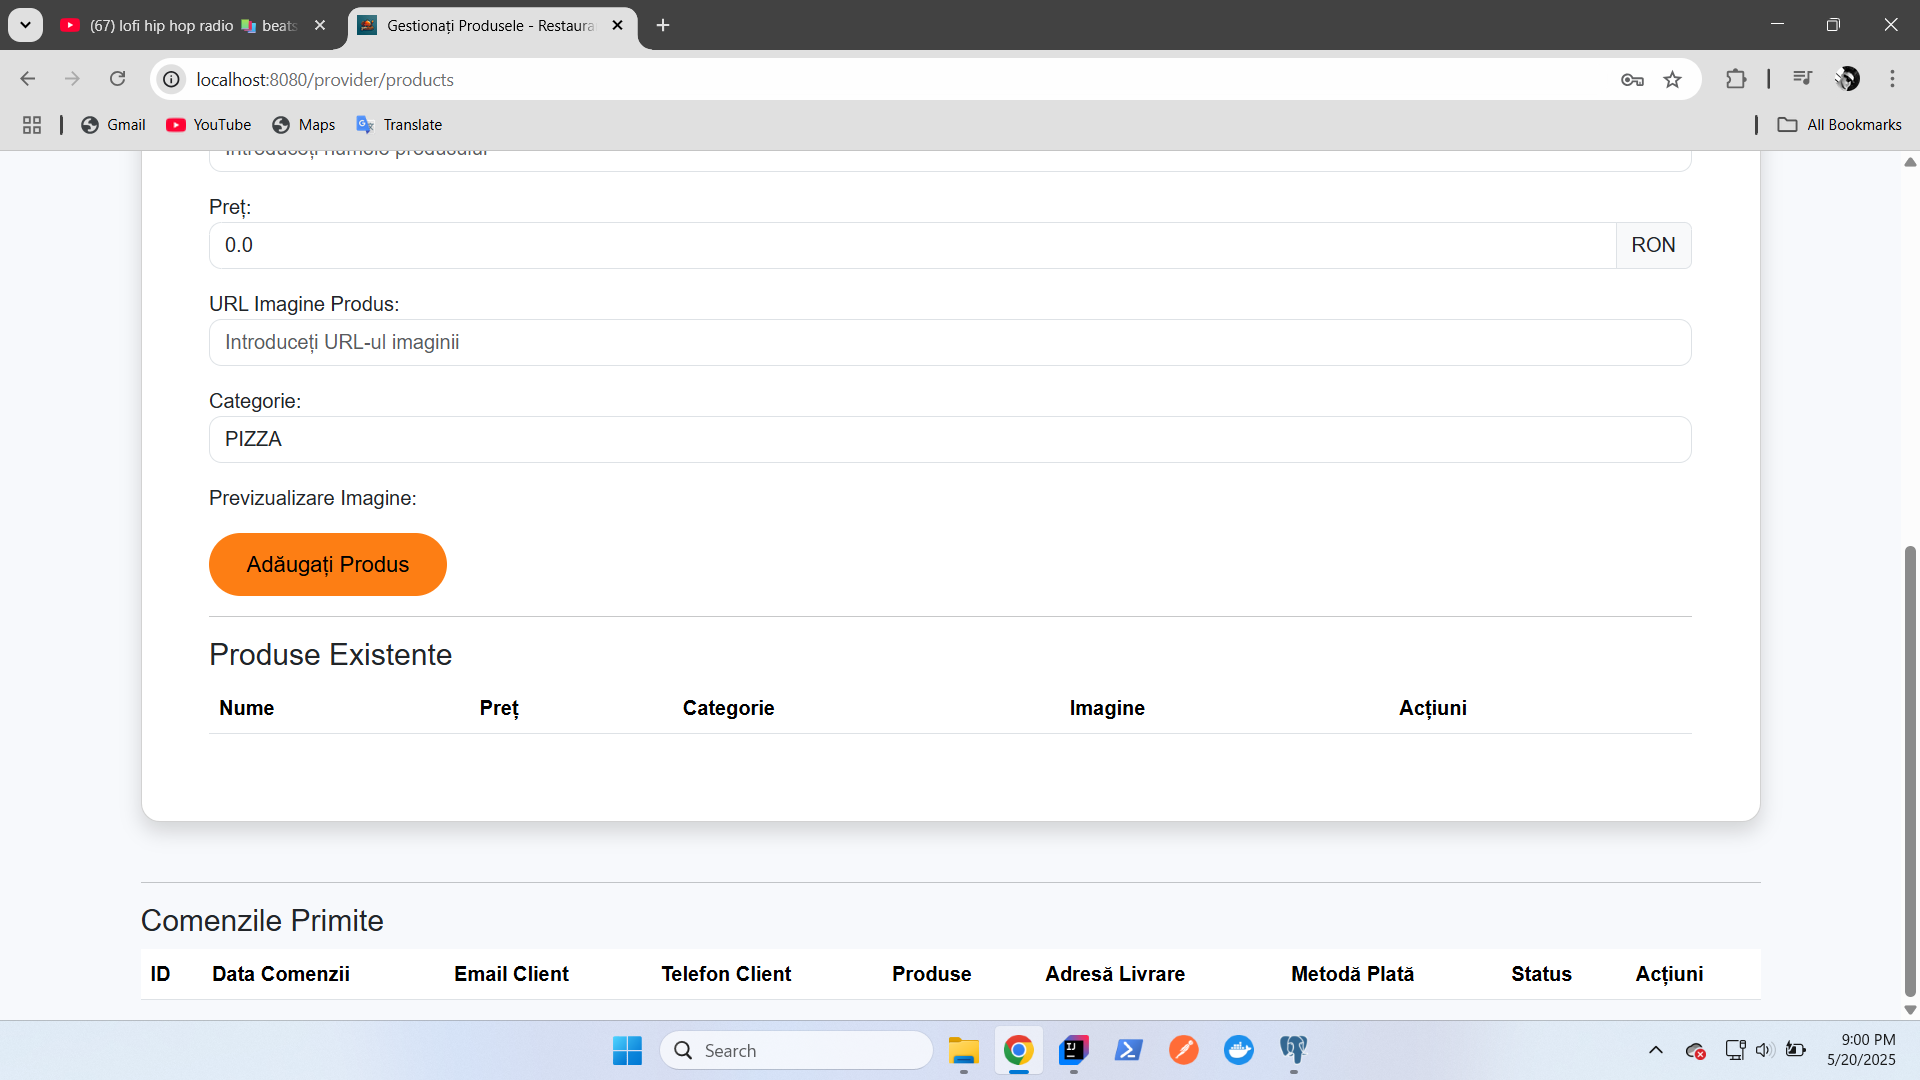 (67) lofi hip hop radio 📚 beats
Gestionați Produsele - Restaura
localhost:8080/provider/products
Gmail
YouTube
Maps
Translate
All Bookmarks
Introduceți numele produsului
Preț:
0.0
RON
URL Imagine Produs:
Introduceți URL-ul imaginii
Categorie:
PIZZA
Previzualizare Imagine:
Adăugați Produs
Produse Existente
Nume Preț Categorie Imagine Acțiuni
Comenzile Primite
ID Data Comenzii Email Client Telefon Client Produse Adresă Livrare Metodă Plată Status Acțiuni
Search
9:00 PM
5/20/2025